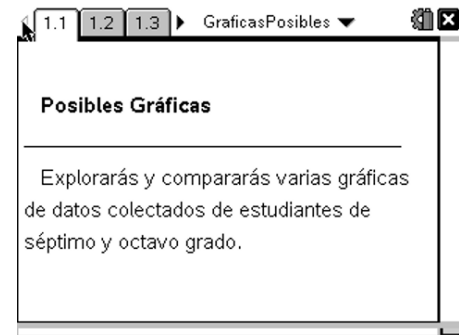 1.1 1.2 1.3 GraficasPosibles
Posibles Gráficas
Explorarás y compararás varias gráficas
de datos colectados de estudiantes de
séptimo y octavo grado.